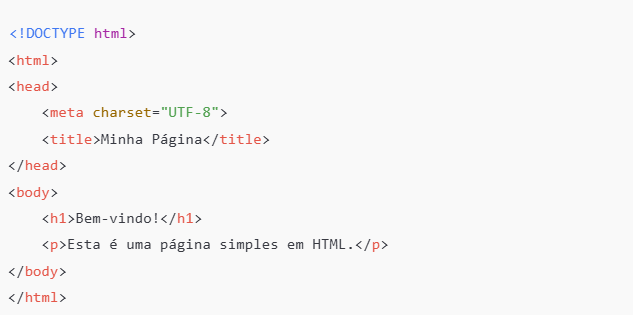 <!DOCTYPE html>
<html>
<head>
    <meta charset="UTF-8">
    <title>Minha Página</title>
</head>
<body>
    <h1>Bem-vindo!</h1>
    <p>Esta é uma página simples em HTML.</p>
</body>
</html>